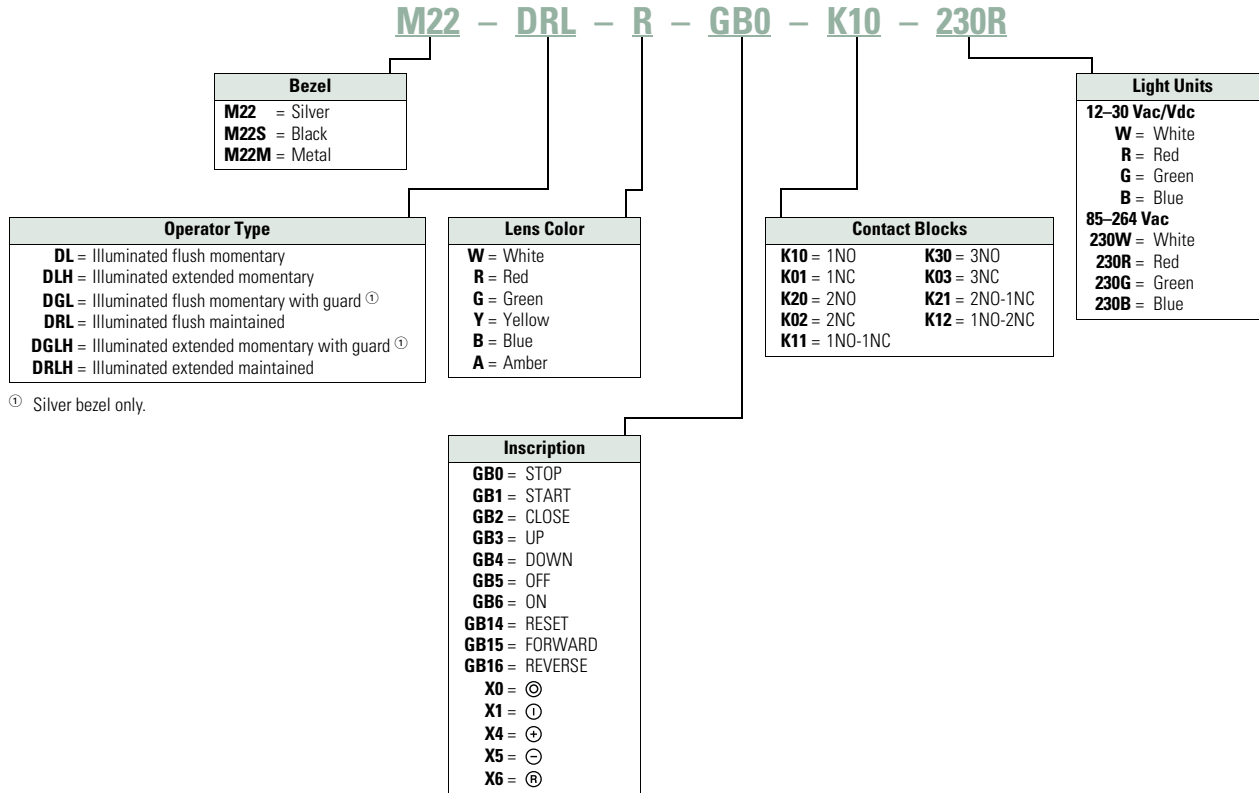 M22 – DRL – R – GB0 – K10 – 230R
Bezel
M22 = Silver
M22S = Black
M22M = Metal
Light Units
12–30 Vac/Vdc
W = White
R = Red
G = Green
B = Blue
85–264 Vac
230W = White
230R = Red
230G = Green
230B = Blue
Operator Type
DL = Illuminated flush momentary
DLH = Illuminated extended momentary
DGL = Illuminated flush momentary with guard ①
DRL = Illuminated flush maintained
DGLH = Illuminated extended momentary with guard ①
DRLH = Illuminated extended maintained
① Silver bezel only.
Lens Color
W = White
R = Red
G = Green
Y = Yellow
B = Blue
A = Amber
Contact Blocks
K10 = 1NO K30 = 3NO
K01 = 1NC K03 = 3NC
K20 = 2NO K21 = 2NO-1NC
K02 = 2NC K12 = 1NO-2NC
K11 = 1NO-1NC
Inscription
GB0 = STOP
GB1 = START
GB2 = CLOSE
GB3 = UP
GB4 = DOWN
GB5 = OFF
GB6 = ON
GB14 = RESET
GB15 = FORWARD
GB16 = REVERSE
X0 = ◎
X1 = Ⓘ
X4 = ⊕
X5 = ⊖
X6 = Ⓡ